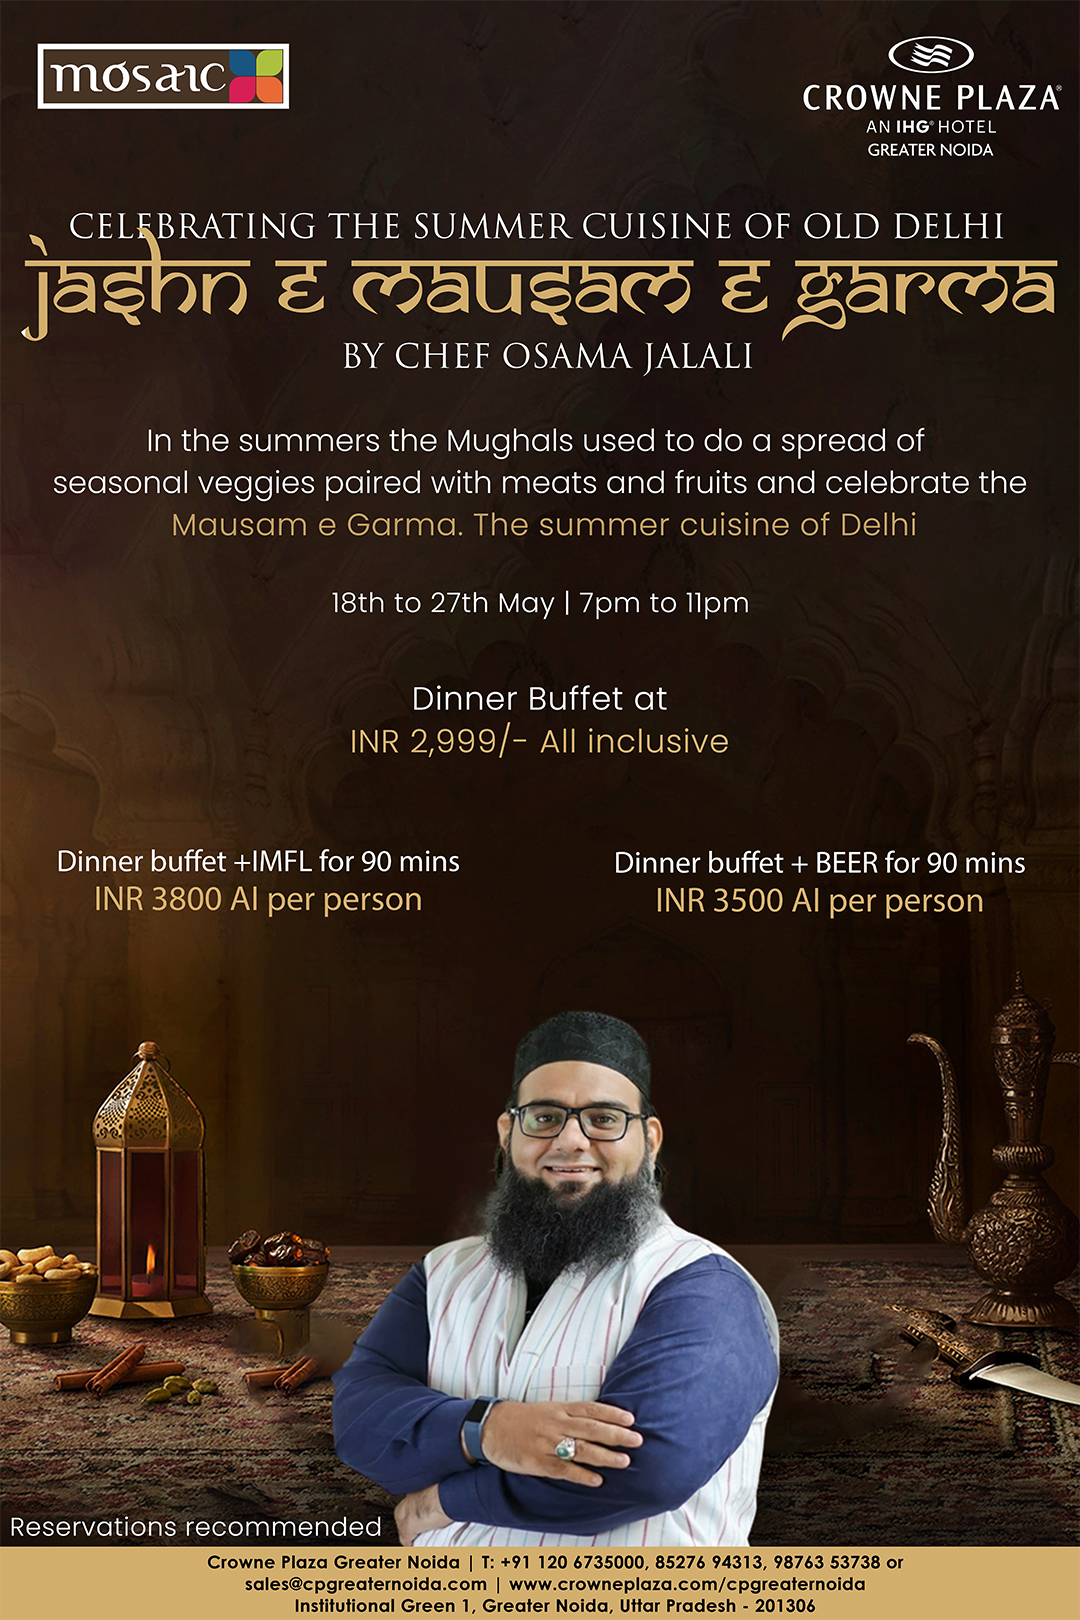 mosaic
CROWNE PLAZA®
AN IHG® HOTEL
GREATER NOIDA
CELEBRATING THE SUMMER CUISINE OF OLD DELHI
Jashn e mausam e garma
BY CHEF OSAMA JALALI
In the summers the Mughals used to do a spread of
seasonal veggies paired with meats and fruits and celebrate the
Mausam e Garma. The summer cuisine of Delhi
18th to 27th May | 7pm to 11pm
Dinner Buffet at
INR 2,999/- All inclusive
Dinner buffet +IMFL for 90 mins
INR 3800 AI per person
Dinner buffet + BEER for 90 mins
INR 3500 AI per person
Reservations recommended
Crowne Plaza Greater Noida | T: +91 120 6735000, 85276 94313, 98763 53738 or
sales@cpgreaternoida.com | www.crowneplaza.com/cpgreaternoida
Institutional Green 1, Greater Noida, Uttar Pradesh - 201306